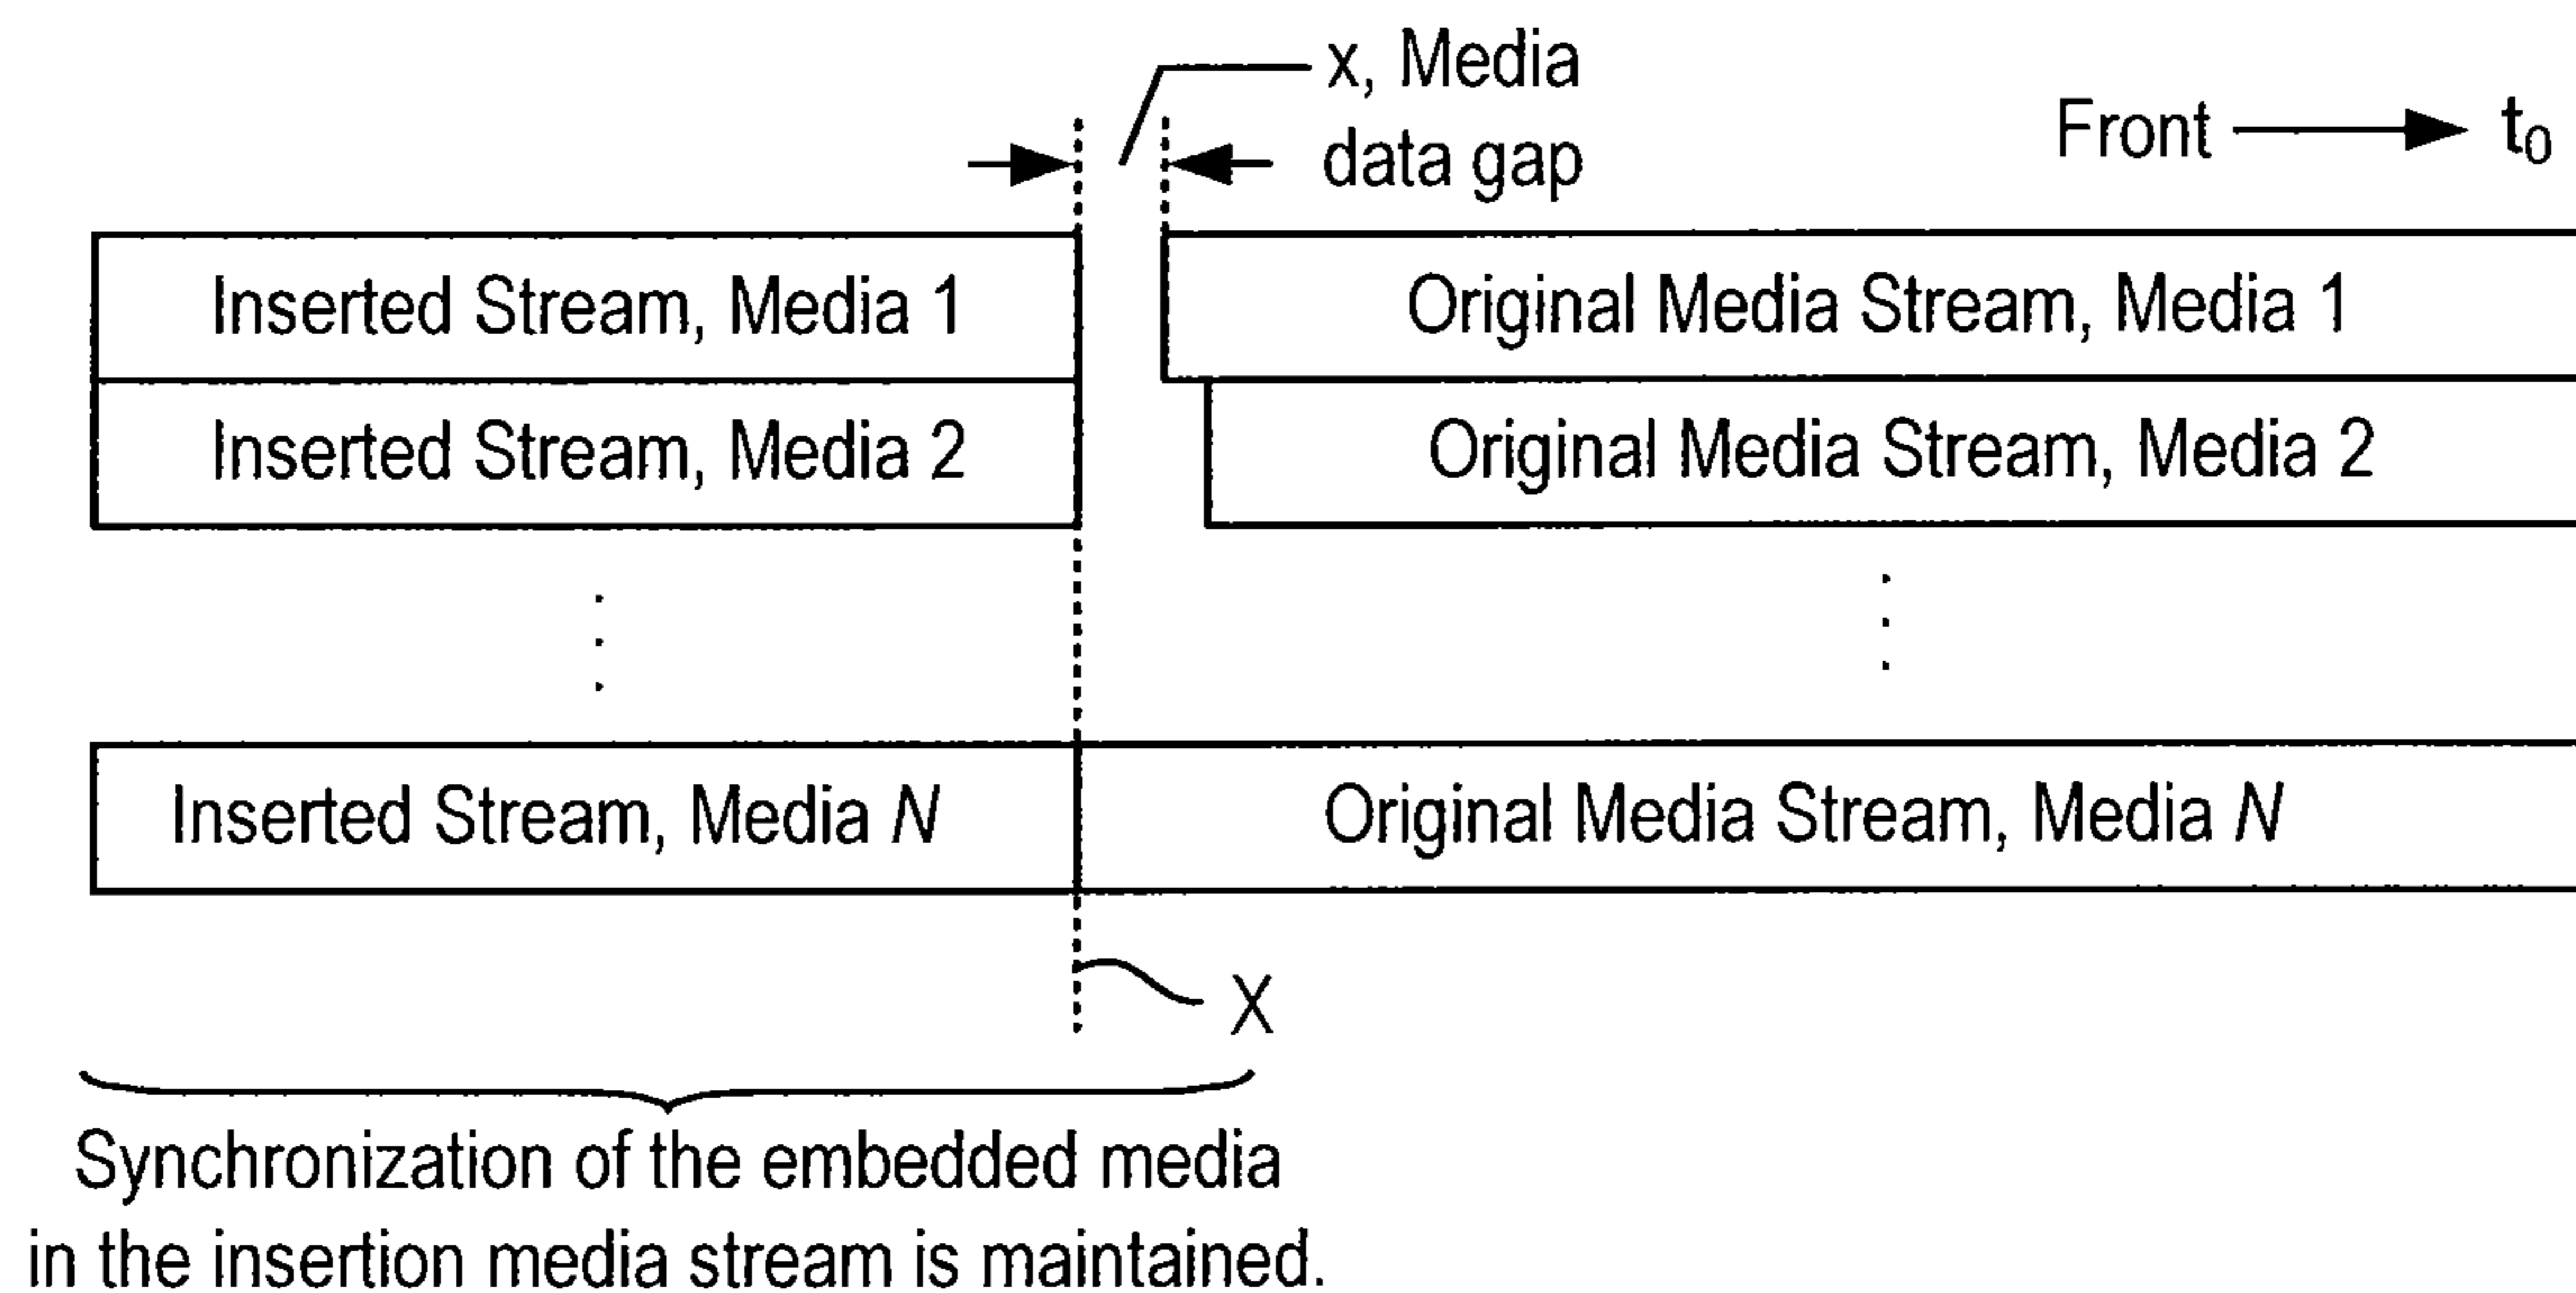 x, Media
data gap
Front t₀
Inserted Stream, Media 1
Original Media Stream, Media 1
Inserted Stream, Media 2
Original Media Stream, Media 2
Inserted Stream, Media N
Original Media Stream, Media N
X
Synchronization of the embedded media
in the insertion media stream is maintained.